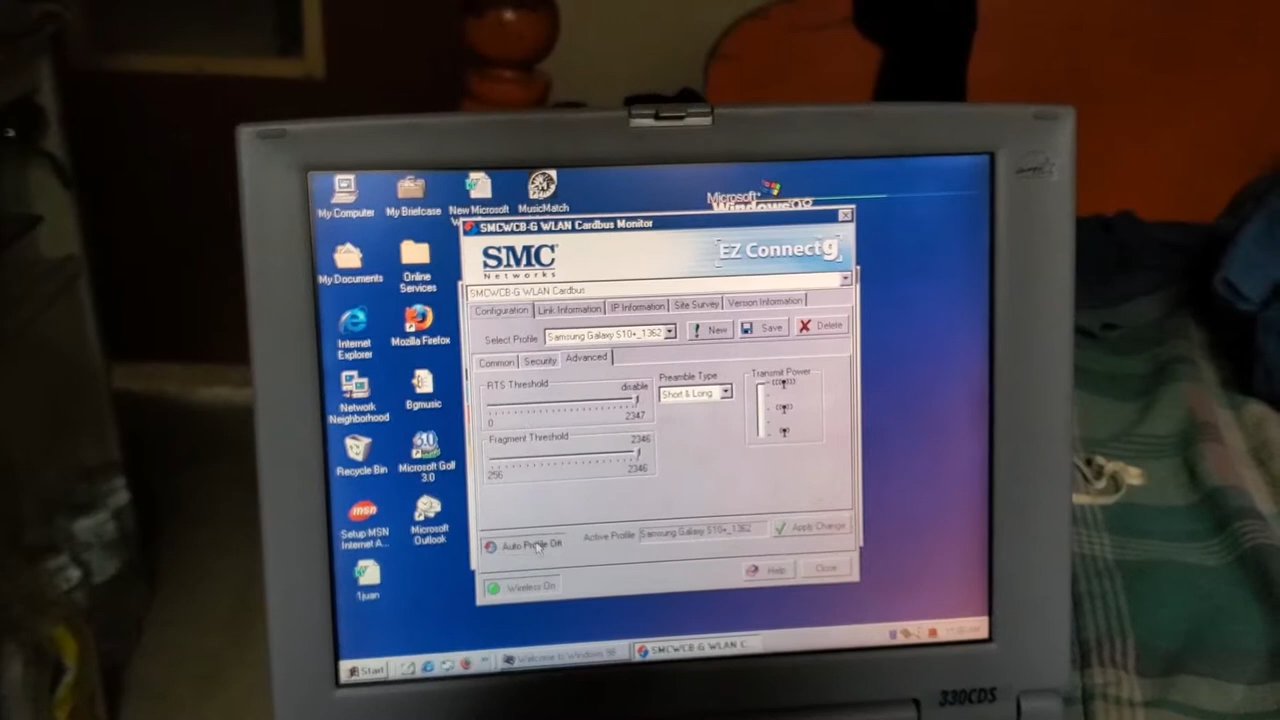 My Computer
My Briefcase
New Microsoft
MusicMatch
Microsoft
Windows98
SMCWCB-G WLAN Cardbus Monitor
SMC
Networks
EZ Connect g
SMCWCB-G WLAN Cardbus
Configuration
Link Information
IP Information
Site Survey
Version Information
Select Profile
Samsung Galaxy S10+_1362
New
Save
Delete
Common
Security
Advanced
RTS Threshold
disable
0
2347
Preamble Type
Short & Long
Transmit Power
Fragment Threshold
2346
256
2346
Auto Profile Off
Active Profile
Samsung Galaxy S10+_1362
Apply Change
Wireless On
Help
Close
My Documents
Online
Services
Internet
Explorer
Mozilla Firefox
Network
Neighborhood
Bgmusic
Recycle Bin
Microsoft Golf
3.0
Setup MSN
Internet A...
Microsoft
Outlook
1juan
Start
Welcome to Windows 98
SMCWCB-G WLAN C...
330CDS